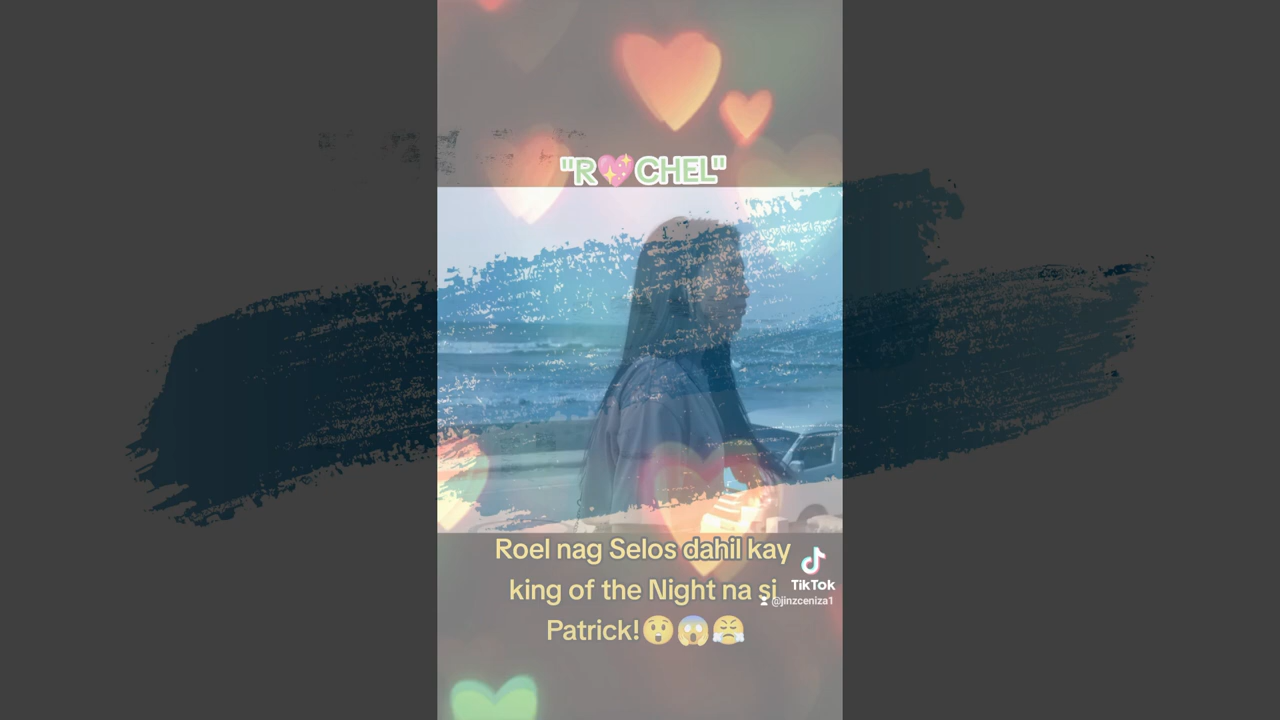 "R💖CHEL"
Roel nag Selos dahil kay
king of the Night na si
Patrick!😲😱😤
TikTok
@jinzceniza1